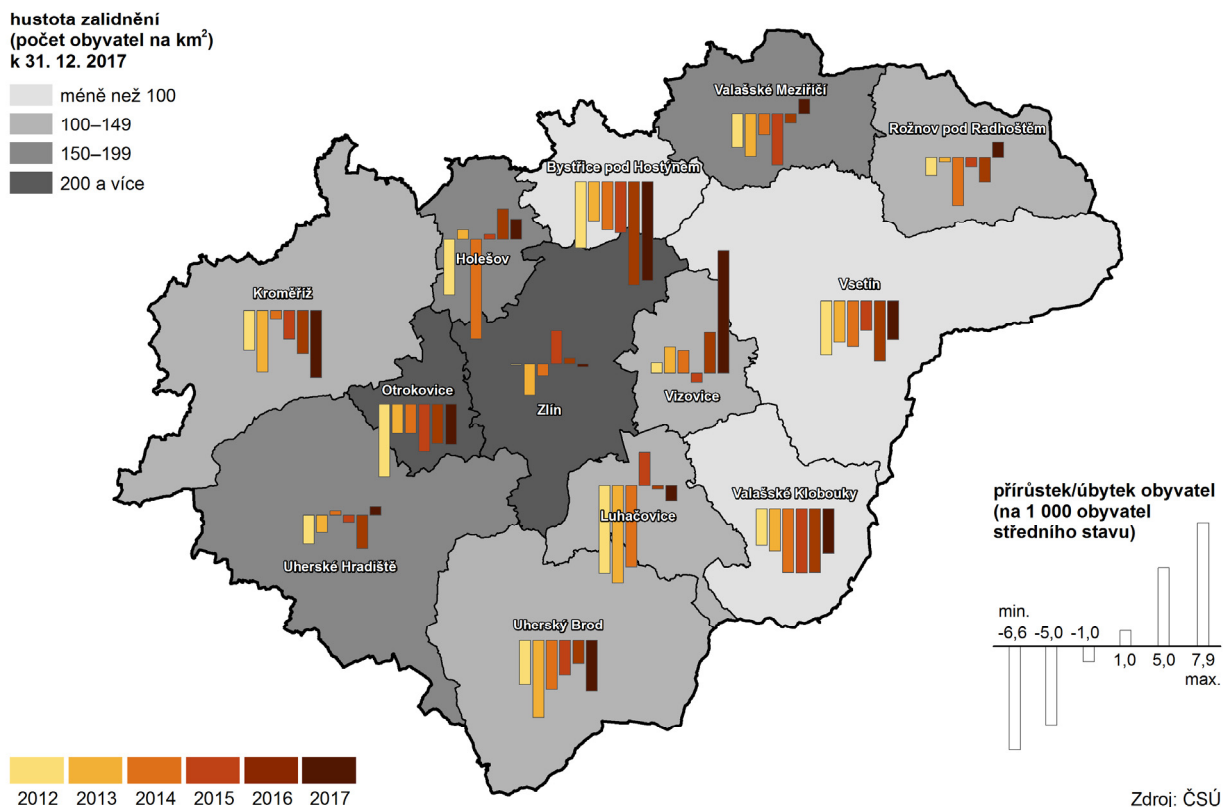 hustota zalidnění
(počet obyvatel na km²)
k 31. 12. 2017
méně než 100
100–149
150–199
200 a více
Valašské Meziříčí
Rožnov pod Radhoštěm
Bystřice pod Hostýnem
Holešov
Kroměříž
Vsetín
Otrokovice
Zlín
Vizovice
Luhačovice
Valašské Klobouky
Uherské Hradiště
Uherský Brod
přírůstek/úbytek obyvatel
(na 1 000 obyvatel
středního stavu)
min.
-6,6 -5,0 -1,0
1,0 5,0 7,9
max.
2012 2013 2014 2015 2016 2017
Zdroj: ČSÚ